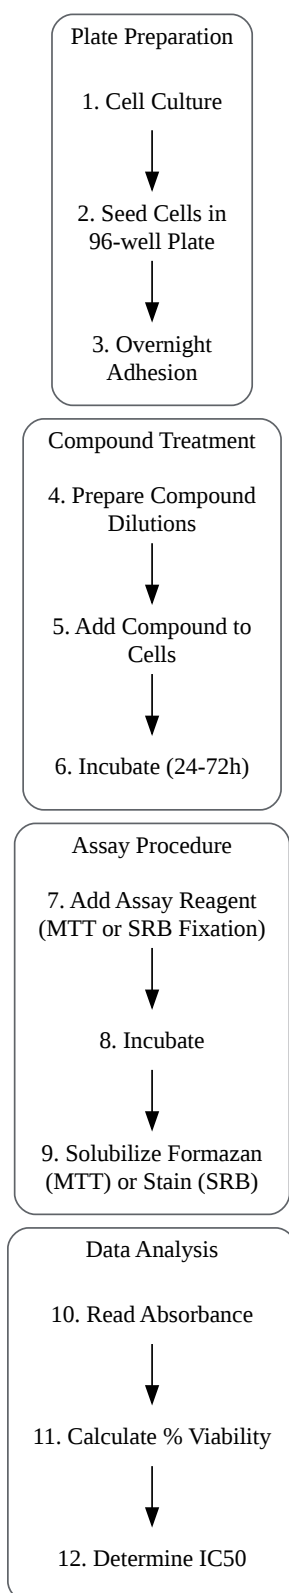 Plate Preparation
1. Cell Culture
2. Seed Cells in
96-well Plate
3. Overnight
Adhesion
Compound Treatment
4. Prepare Compound
Dilutions
5. Add Compound to
Cells
6. Incubate (24-72h)
Assay Procedure
7. Add Assay Reagent
(MTT or SRB Fixation)
8. Incubate
9. Solubilize Formazan
(MTT) or Stain (SRB)
Data Analysis
10. Read Absorbance
11. Calculate % Viability
12. Determine IC50